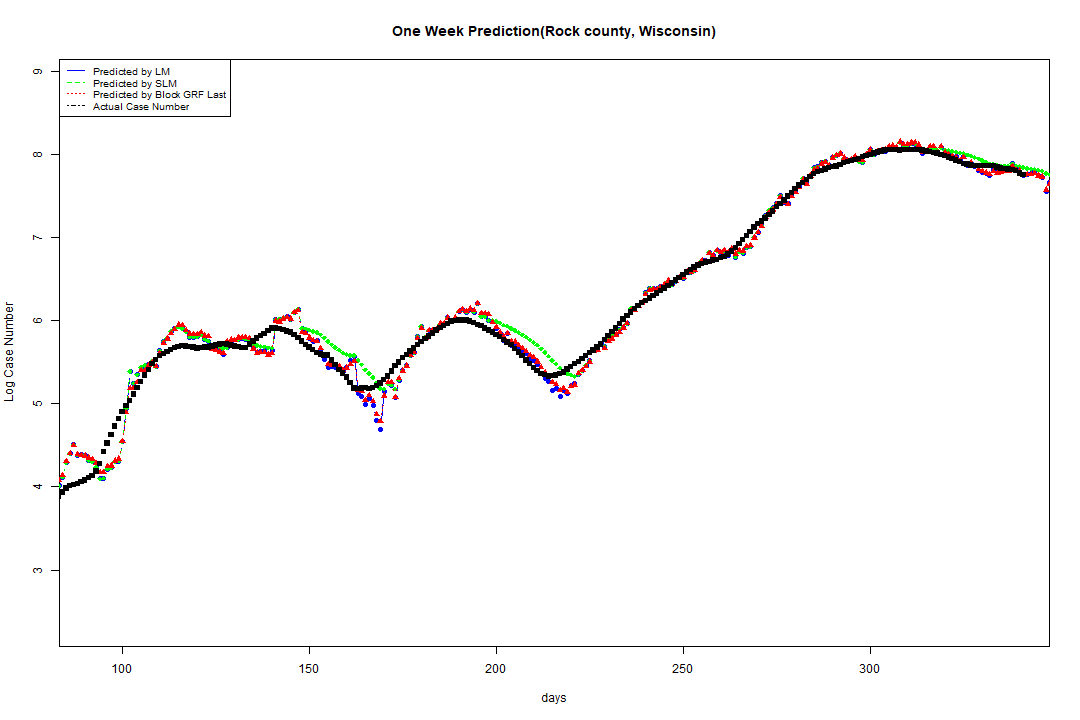 One Week Prediction(Rock county, Wisconsin)
Predicted by LM
Predicted by SLM
Predicted by Block GRF Last
Actual Case Number
9
8
7
6
5
4
3
Log Case Number
100 150 200 250 300
days